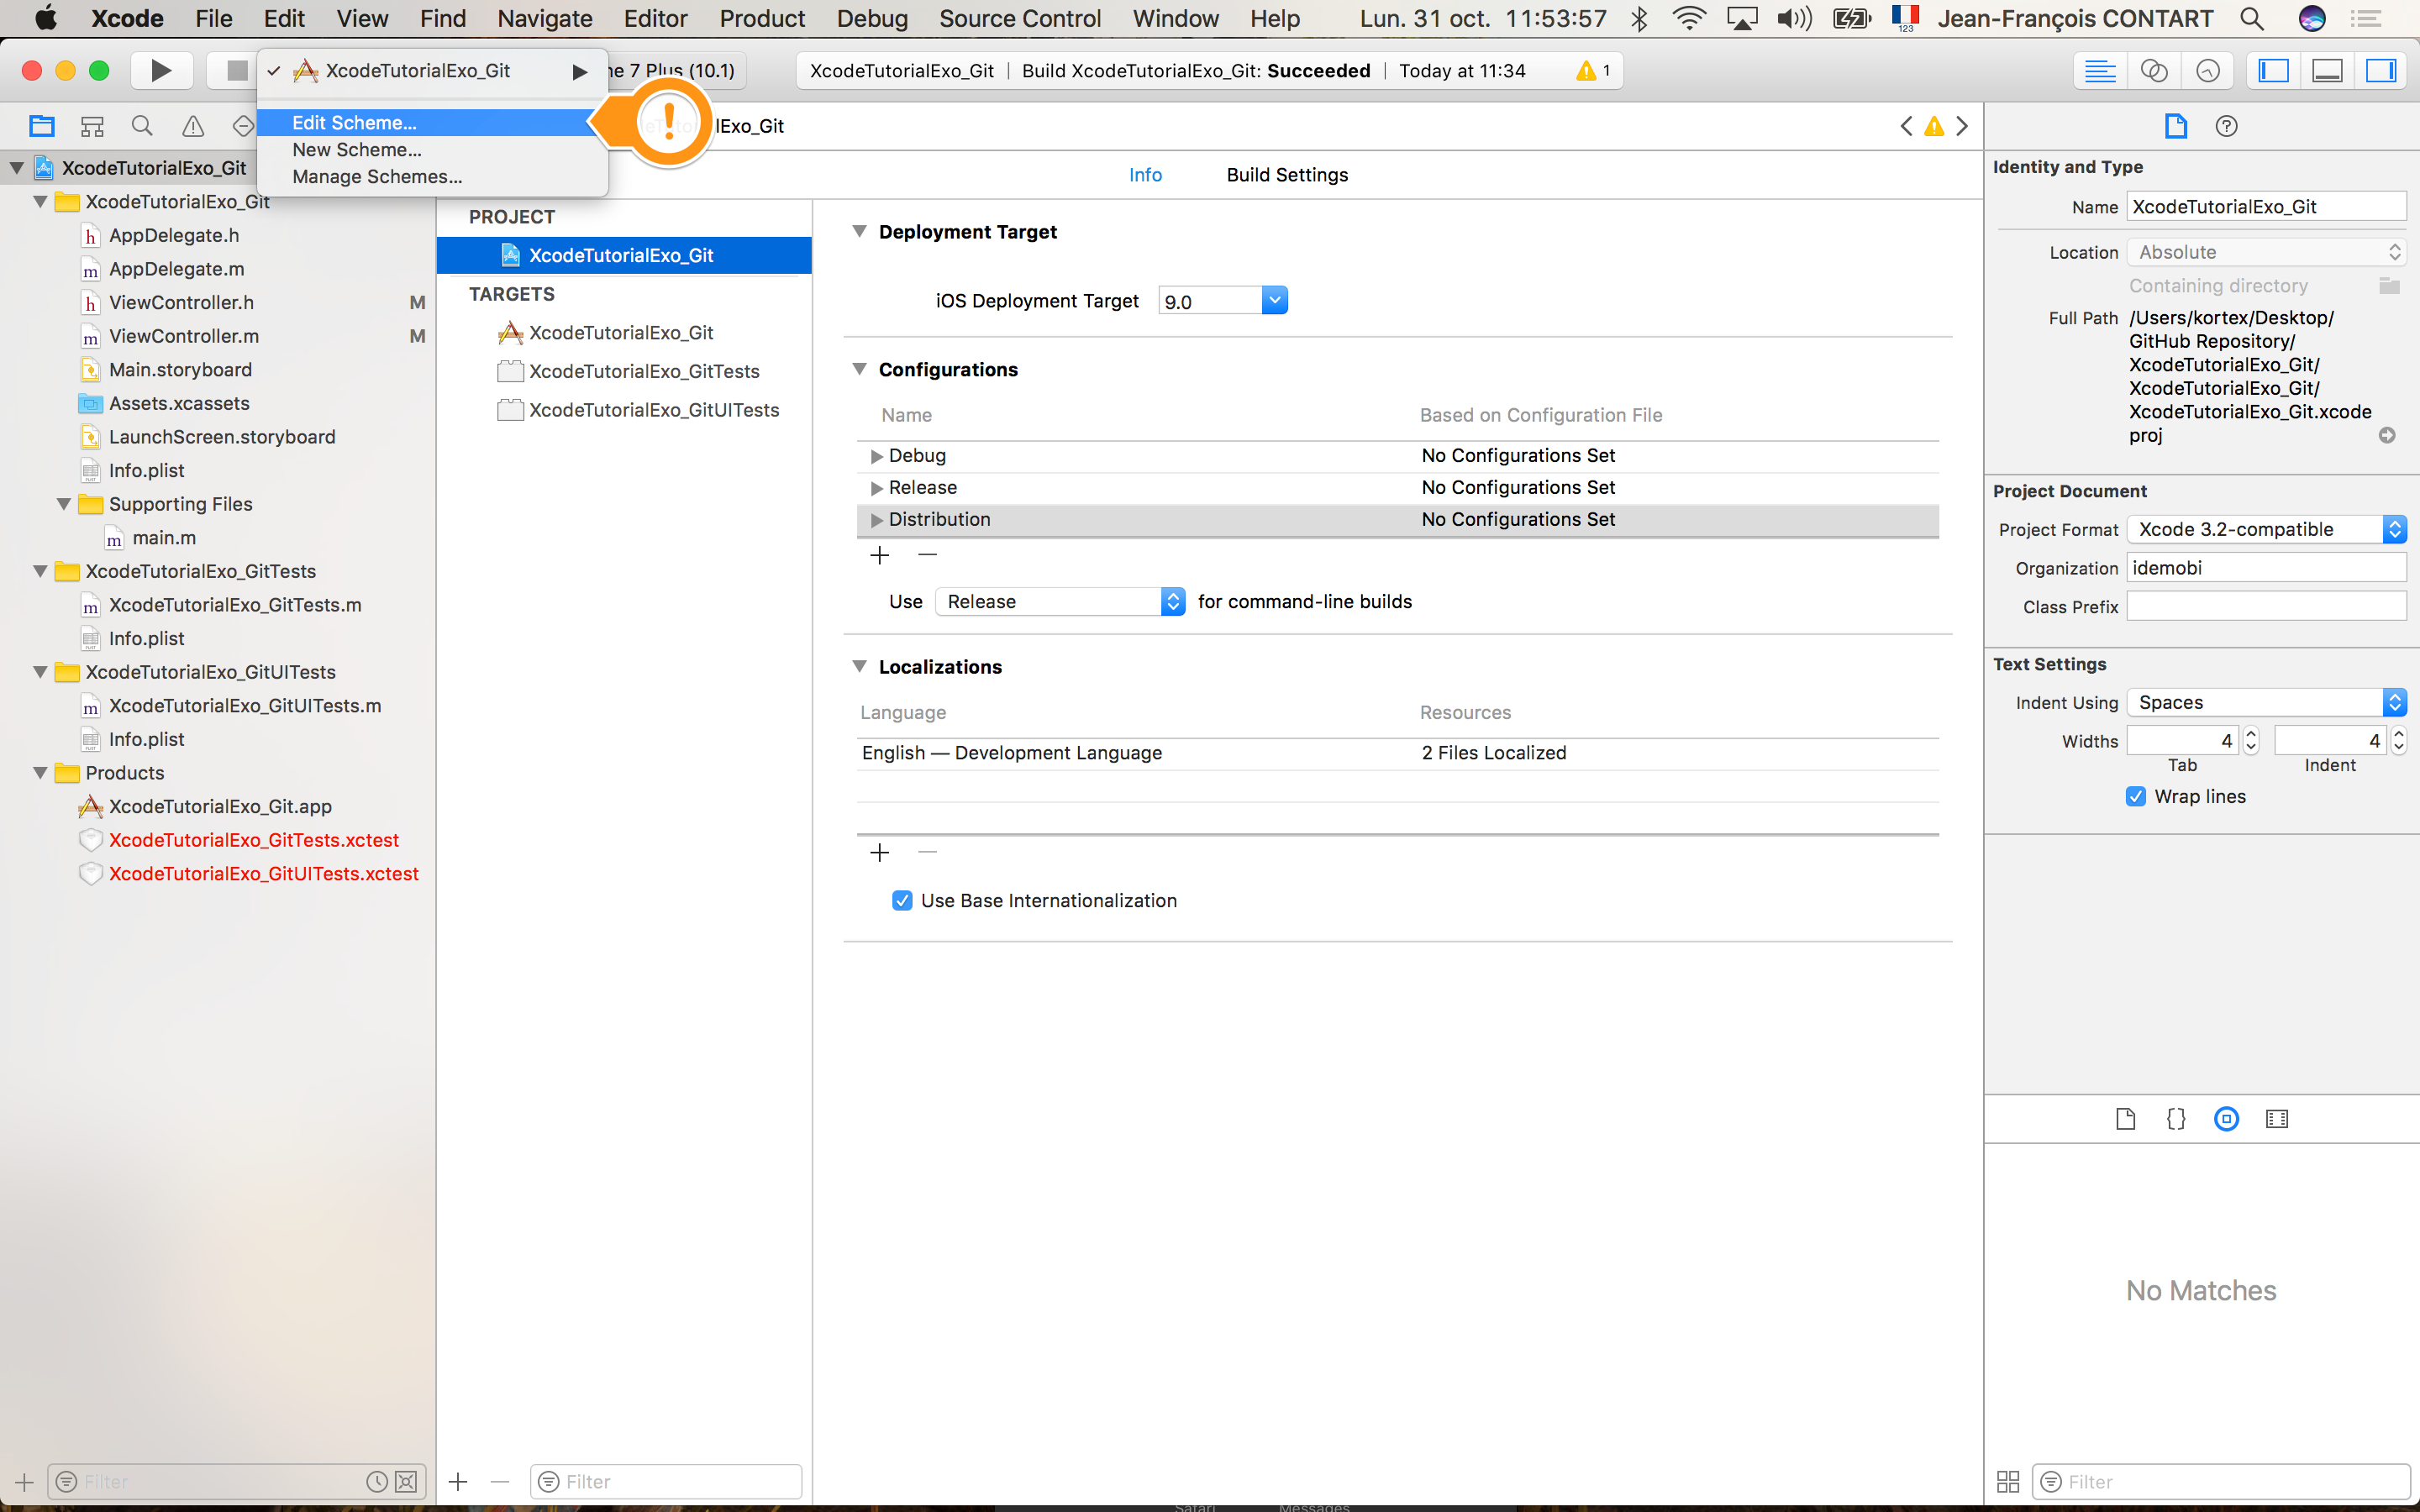 Xcode File Edit View Find Navigate Editor Product Debug Source Control Window Help Lun. 31 oct. 11:53:57 123 Jean-François CONTART
XcodeTutorialExo_Git
ne 7 Plus (10.1)
XcodeTutorialExo_Git | Build XcodeTutorialExo_Git: Succeeded | Today at 11:34 1
Edit Scheme...
New Scheme...
Manage Schemes...
!
Exo_Git
XcodeTutorialExo_Git
XcodeTutorialExo_Git
AppDelegate.h
AppDelegate.m
ViewController.h M
ViewController.m M
Main.storyboard
Assets.xcassets
LaunchScreen.storyboard
Info.plist
Supporting Files
main.m
XcodeTutorialExo_GitTests
XcodeTutorialExo_GitTests.m
Info.plist
XcodeTutorialExo_GitUITests
XcodeTutorialExo_GitUITests.m
Info.plist
Products
XcodeTutorialExo_Git.app
XcodeTutorialExo_GitTests.xctest
XcodeTutorialExo_GitUITests.xctest
Filter
PROJECT
XcodeTutorialExo_Git
TARGETS
XcodeTutorialExo_Git
XcodeTutorialExo_GitTests
XcodeTutorialExo_GitUITests
Filter
Info Build Settings
Deployment Target
iOS Deployment Target 9.0
Configurations
Name Based on Configuration File
Debug No Configurations Set
Release No Configurations Set
Distribution No Configurations Set
Use Release for command-line builds
Localizations
Language Resources
English — Development Language 2 Files Localized
Use Base Internationalization
Identity and Type
Name XcodeTutorialExo_Git
Location Absolute
Containing directory
Full Path /Users/kortex/Desktop/
GitHub Repository/
XcodeTutorialExo_Git/
XcodeTutorialExo_Git/
XcodeTutorialExo_Git.xcode
proj
Project Document
Project Format Xcode 3.2-compatible
Organization idemobi
Class Prefix
Text Settings
Indent Using Spaces
Widths 4 4
Tab Indent
Wrap lines
No Matches
Filter
Safari Messages